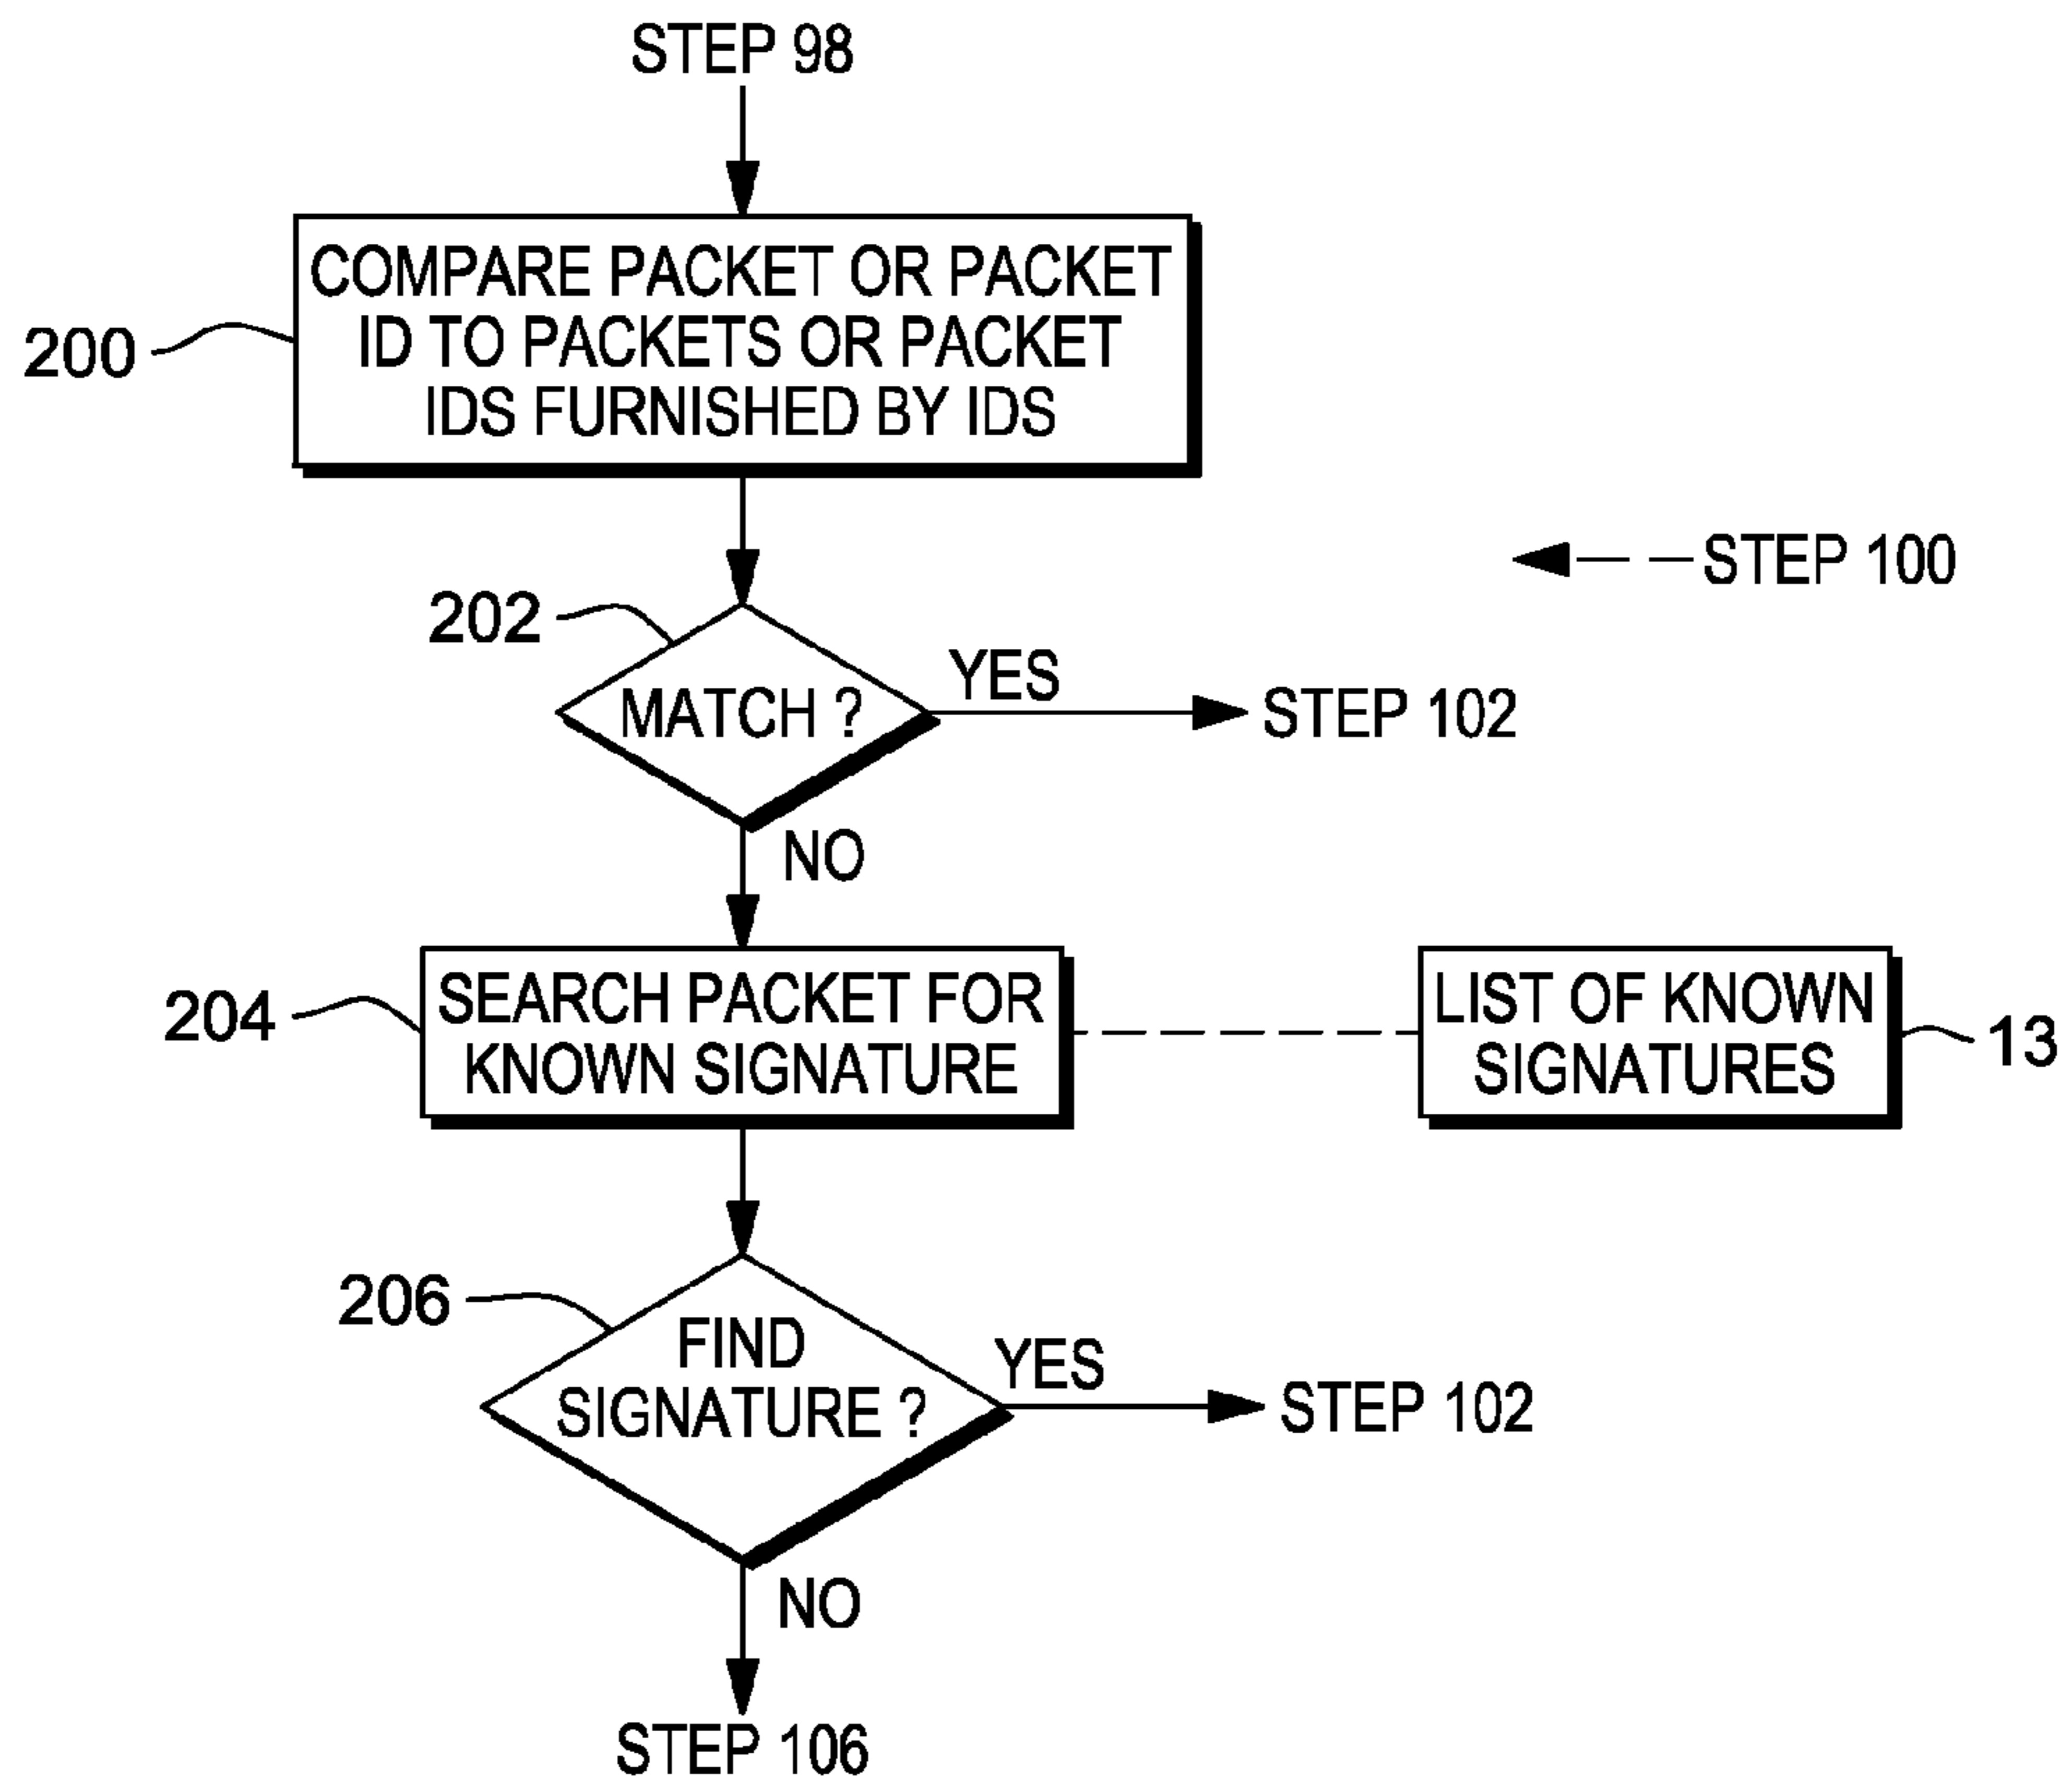 STEP 98
COMPARE PACKET OR PACKET
ID TO PACKETS OR PACKET
IDS FURNISHED BY IDS
200
STEP 100
202
MATCH ?
YES
STEP 102
NO
204
SEARCH PACKET FOR
KNOWN SIGNATURE
LIST OF KNOWN
SIGNATURES
13
206
FIND
SIGNATURE ?
YES
STEP 102
NO
STEP 106